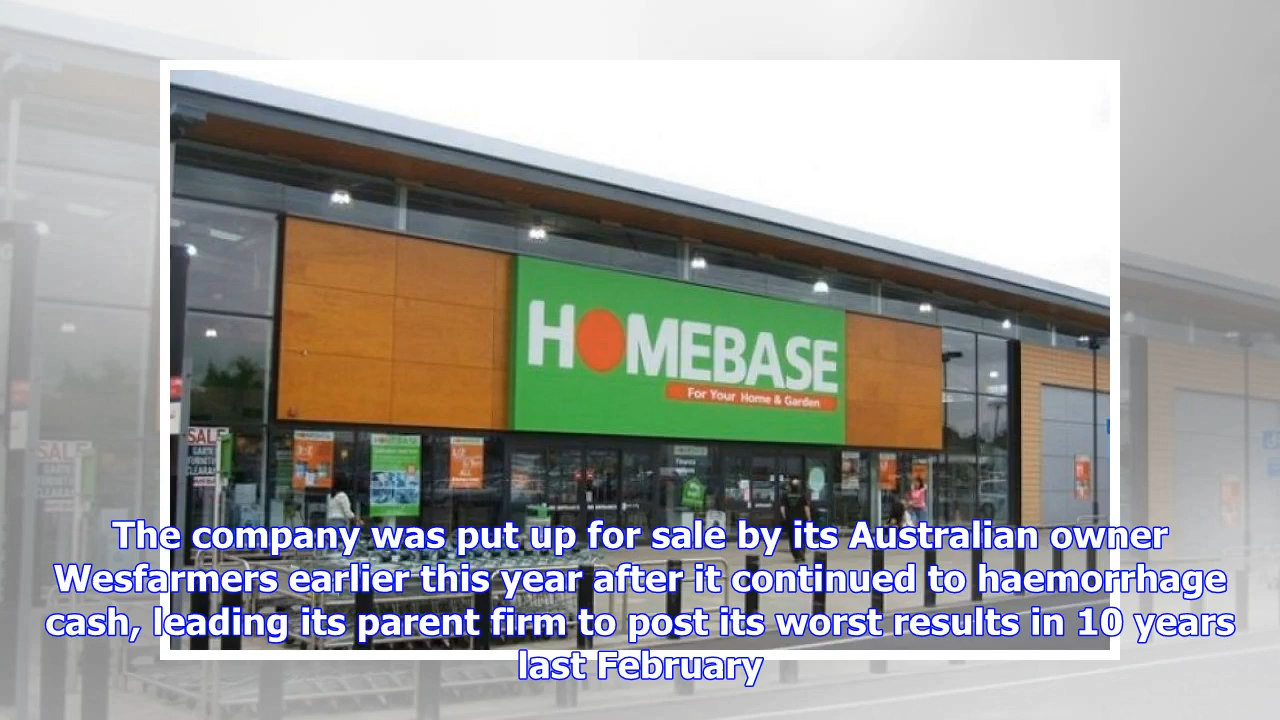 HOMEBASE
For Your Home & Garden
SALE
The company was put up for sale by its Australian owner
Wesfarmers earlier this year after it continued to haemorrhage
cash, leading its parent firm to post its worst results in 10 years
last February